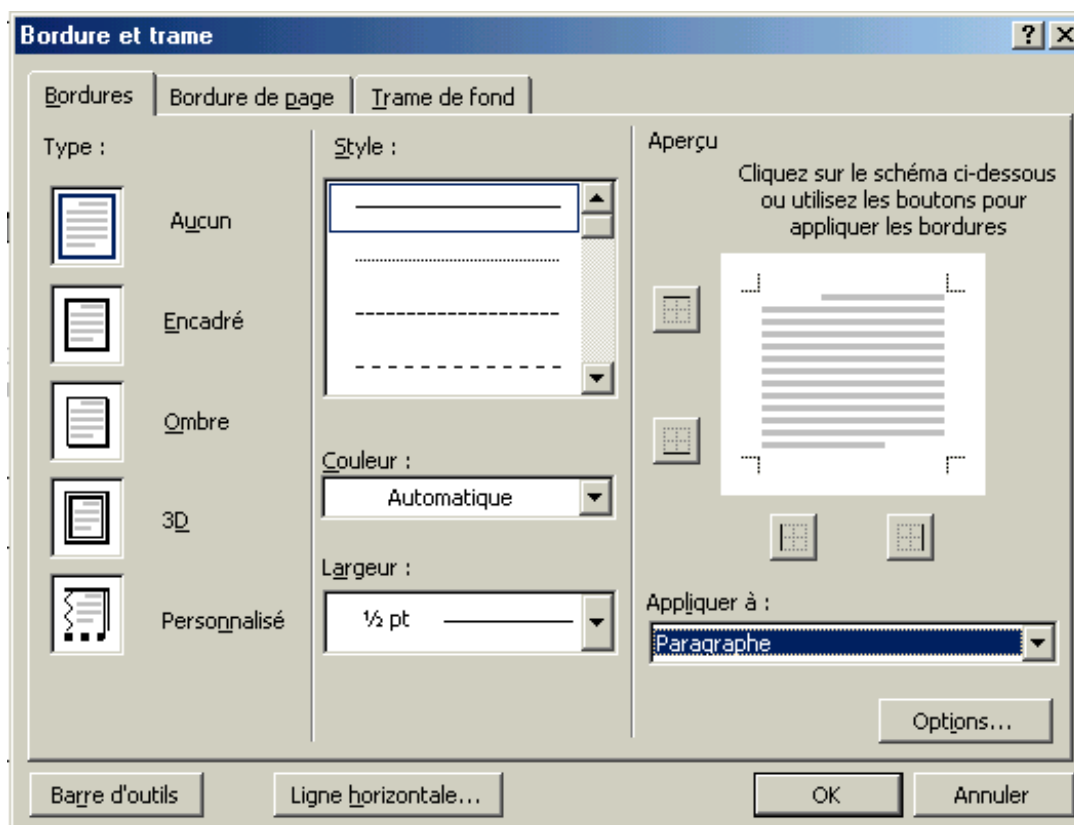 Bordure et trame
Bordures
Bordure de page
Trame de fond
Type :
Aucun
Encadré
Ombre
3D
Personnalisé
Style :
Couleur :
Automatique
Largeur :
½ pt
Aperçu
Cliquez sur le schéma ci-dessous
ou utilisez les boutons pour
appliquer les bordures
Appliquer à :
Paragraphe
Options...
Barre d'outils
Ligne horizontale...
OK
Annuler